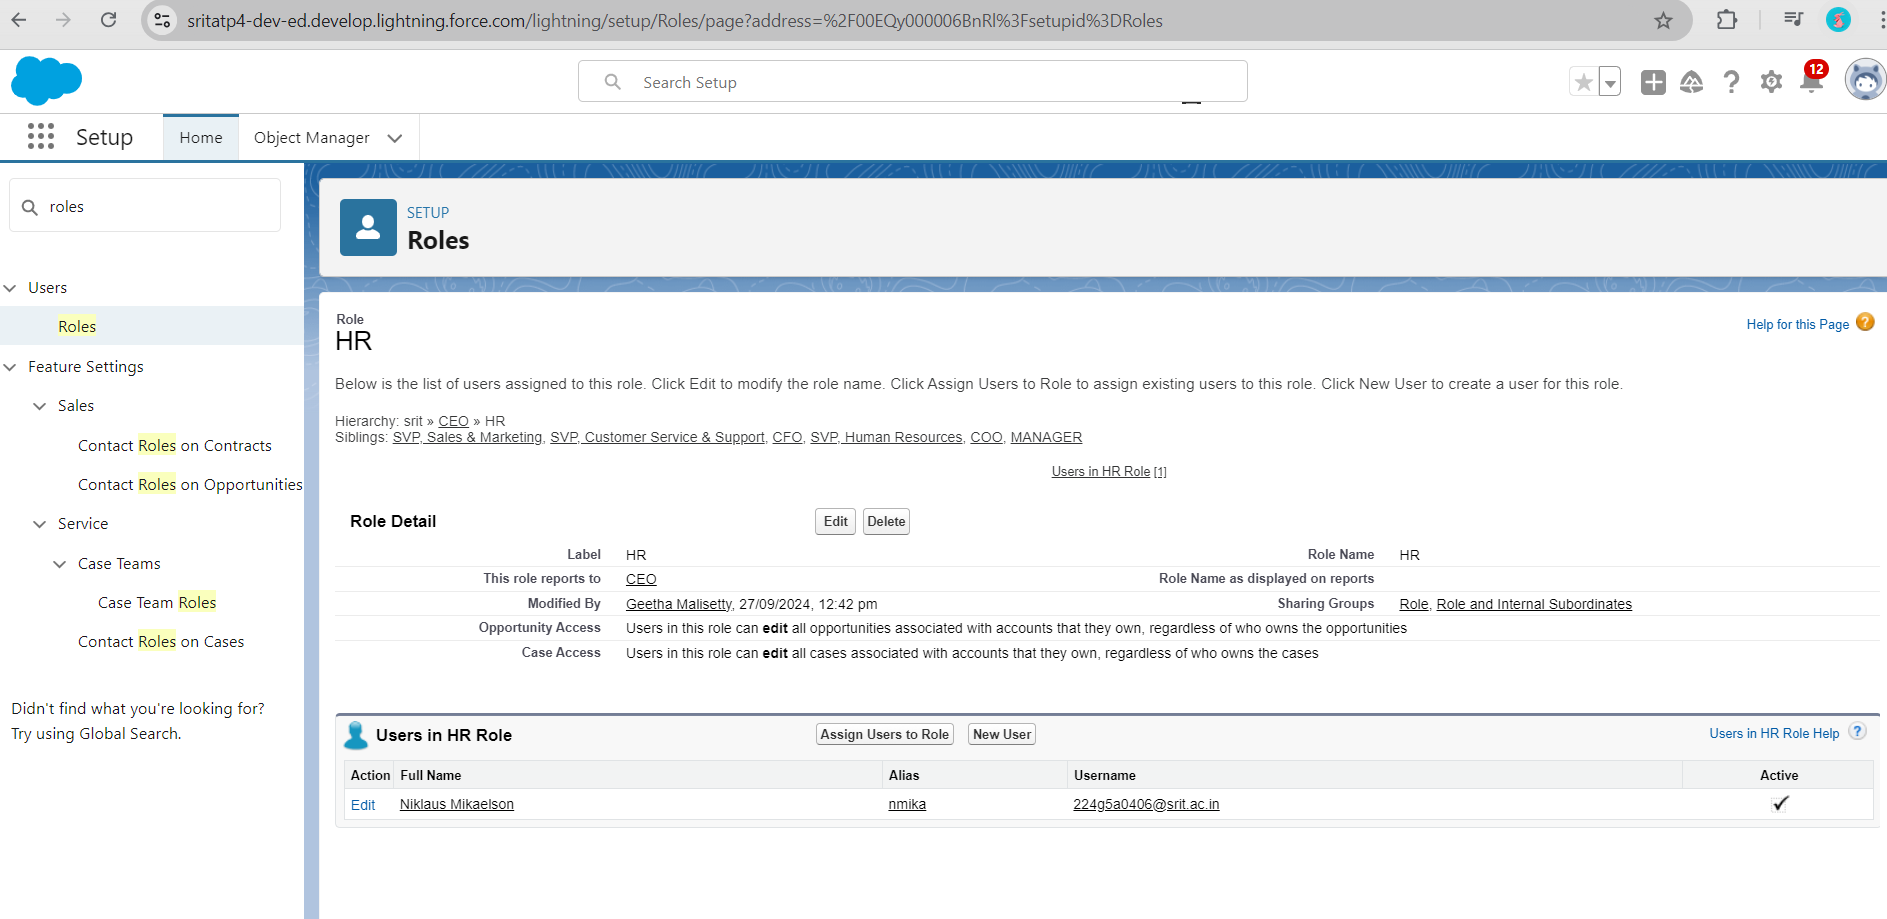 sritatp4-dev-ed.develop.lightning.force.com/lightning/setup/Roles/page?address=%2F00EQy000006BnRl%3Fsetupid%3DRoles
Search Setup
12
Setup
Home
Object Manager
roles
Users
Roles
Feature Settings
Sales
Contact Roles on Contracts
Contact Roles on Opportunities
Service
Case Teams
Case Team Roles
Contact Roles on Cases
Didn't find what you're looking for?
Try using Global Search.
SETUP
Roles
Role
HR
Help for this Page ?
Below is the list of users assigned to this role. Click Edit to modify the role name. Click Assign Users to Role to assign existing users to this role. Click New User to create a user for this role.
Hierarchy: srit » CEO » HR
Siblings: SVP, Sales & Marketing, SVP, Customer Service & Support, CFO, SVP, Human Resources, COO, MANAGER
Users in HR Role [1]
Role Detail Edit Delete
Label HR Role Name HR
This role reports to CEO Role Name as displayed on reports
Modified By Geetha Malisetty, 27/09/2024, 12:42 pm Sharing Groups Role, Role and Internal Subordinates
Opportunity Access Users in this role can edit all opportunities associated with accounts that they own, regardless of who owns the opportunities
Case Access Users in this role can edit all cases associated with accounts that they own, regardless of who owns the cases
Users in HR Role Assign Users to Role New User Users in HR Role Help ?
Action Full Name Alias Username Active
Edit Niklaus Mikaelson nmika 224g5a0406@srit.ac.in